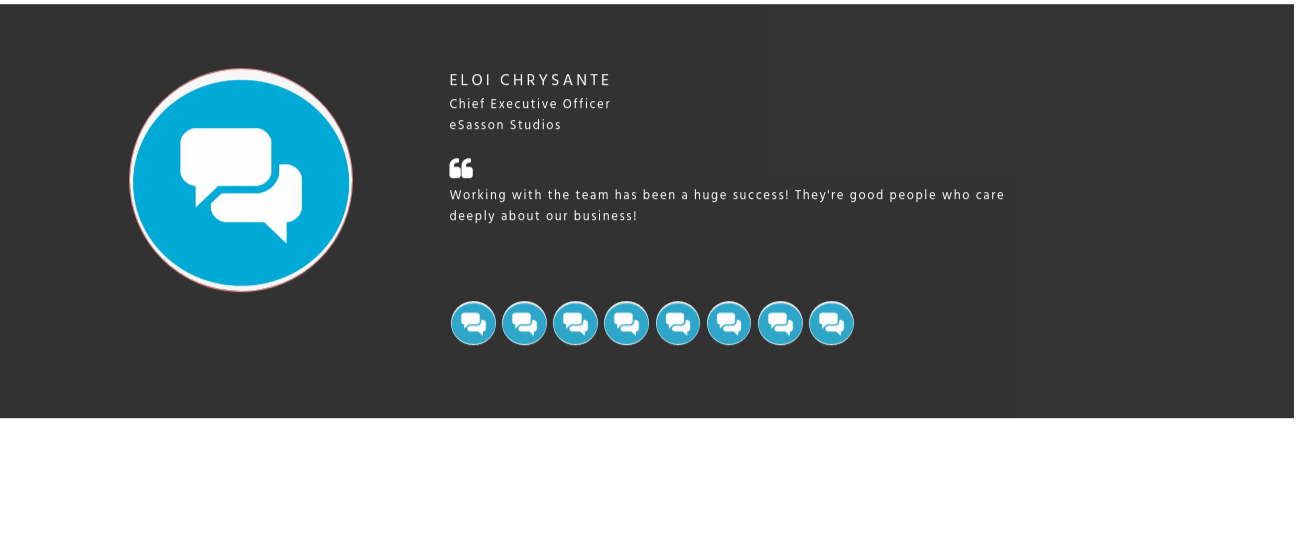 ELOI CHRYSANTE
Chief Executive Officer
eSasson Studios
Working with the team has been a huge success! They're good people who care
deeply about our business!